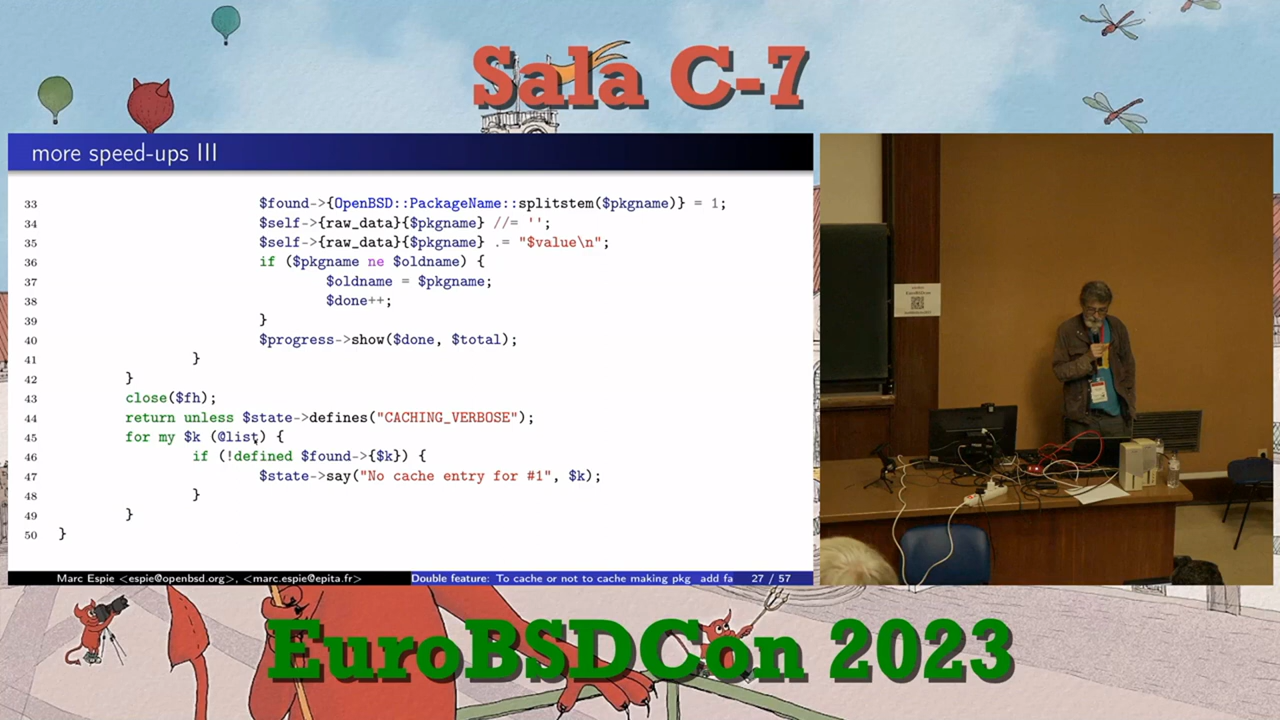 Sala C-7
more speed-ups III
33 $found->{OpenBSD::PackageName::splitstem($pkgname)} = 1;
34 $self->{raw_data}{$pkgname} //= '';
35 $self->{raw_data}{$pkgname} .= "$value\n";
36 if ($pkgname ne $oldname) {
37 $oldname = $pkgname;
38 $done++;
39 }
40 $progress->show($done, $total);
41 }
42 }
43 close($fh);
44 return unless $state->defines("CACHING_VERBOSE");
45 for my $k (@list) {
46 if (!defined $found->{$k}) {
47 $state->say("No cache entry for #1", $k);
48 }
49 }
50 }
Marc Espie <espie@openbsd.org>, <marc.espie@epita.fr> Double feature: To cache or not to cache making pkg_add fa 27 / 57
EuroBSDCon 2023